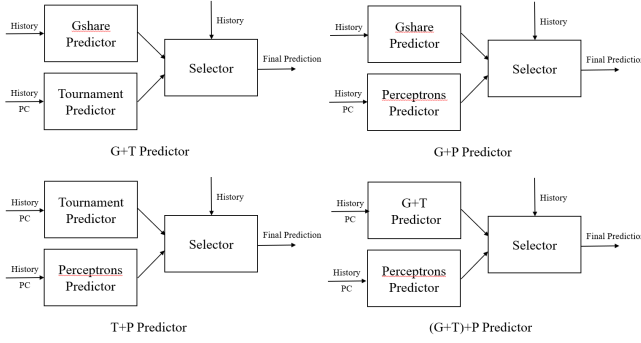 History
Gshare
Predictor
History
PC
Tournament
Predictor
History
Selector
Final Prediction
G+T Predictor
History
Gshare
Predictor
History
PC
Perceptrons
Predictor
History
Selector
Final Prediction
G+P Predictor
History
PC
Tournament
Predictor
History
PC
Perceptrons
Predictor
History
Selector
Final Prediction
T+P Predictor
History
PC
G+T
Predictor
History
PC
Perceptrons
Predictor
History
Selector
Final Prediction
(G+T)+P Predictor